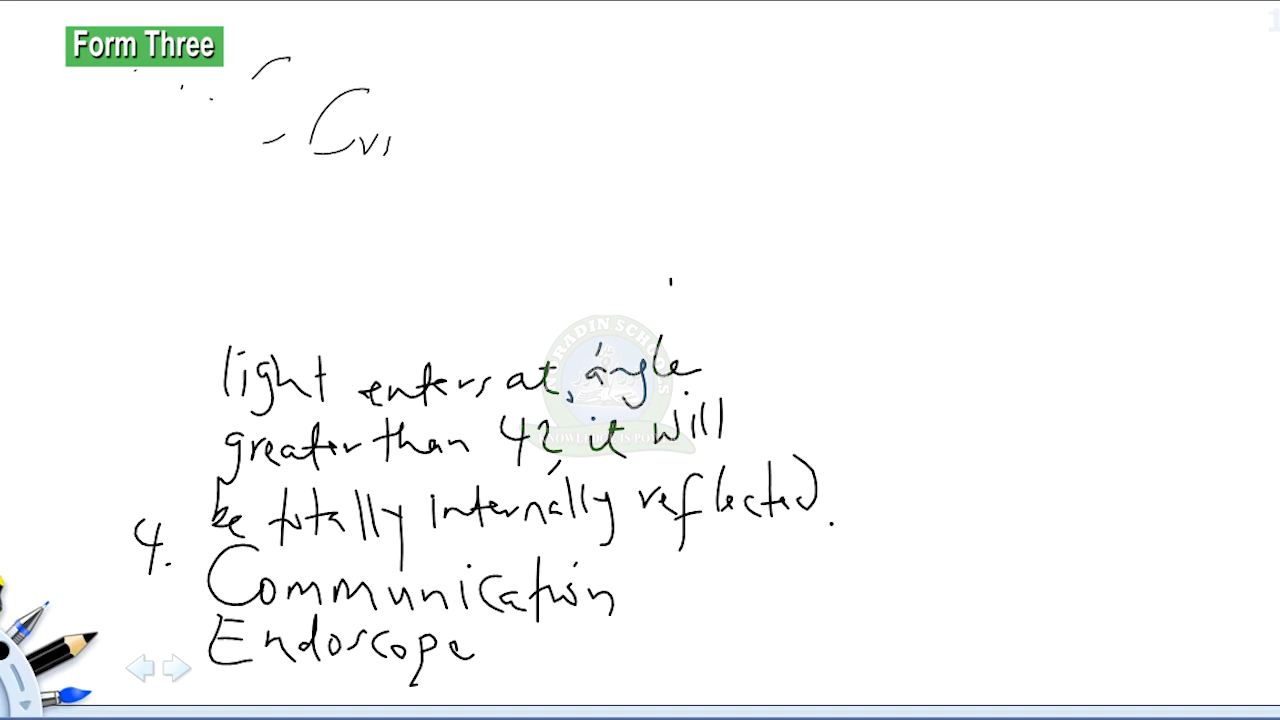 Form Three
light enters at, angle
greater than 42, it will
be totally internally reflected.
4.
Communication
Endoscope